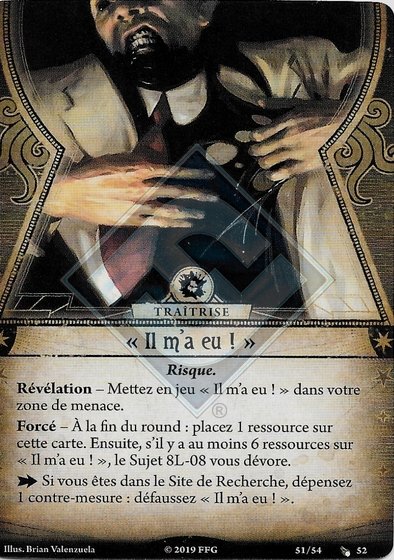 TRAÎTRISE
« Il m'a eu ! »
Risque.
Révélation – Mettez en jeu « Il m'a eu ! » dans votre
zone de menace.
Forcé – À la fin du round : placez 1 ressource sur
cette carte. Ensuite, s'il y a au moins 6 ressources sur
« Il m'a eu ! », le Sujet 8L-08 vous dévore.
Si vous êtes dans le Site de Recherche, dépensez
1 contre-mesure : défaussez « Il m'a eu ! ».
®
Illus. Brian Valenzuela © 2019 FFG 51/54 52